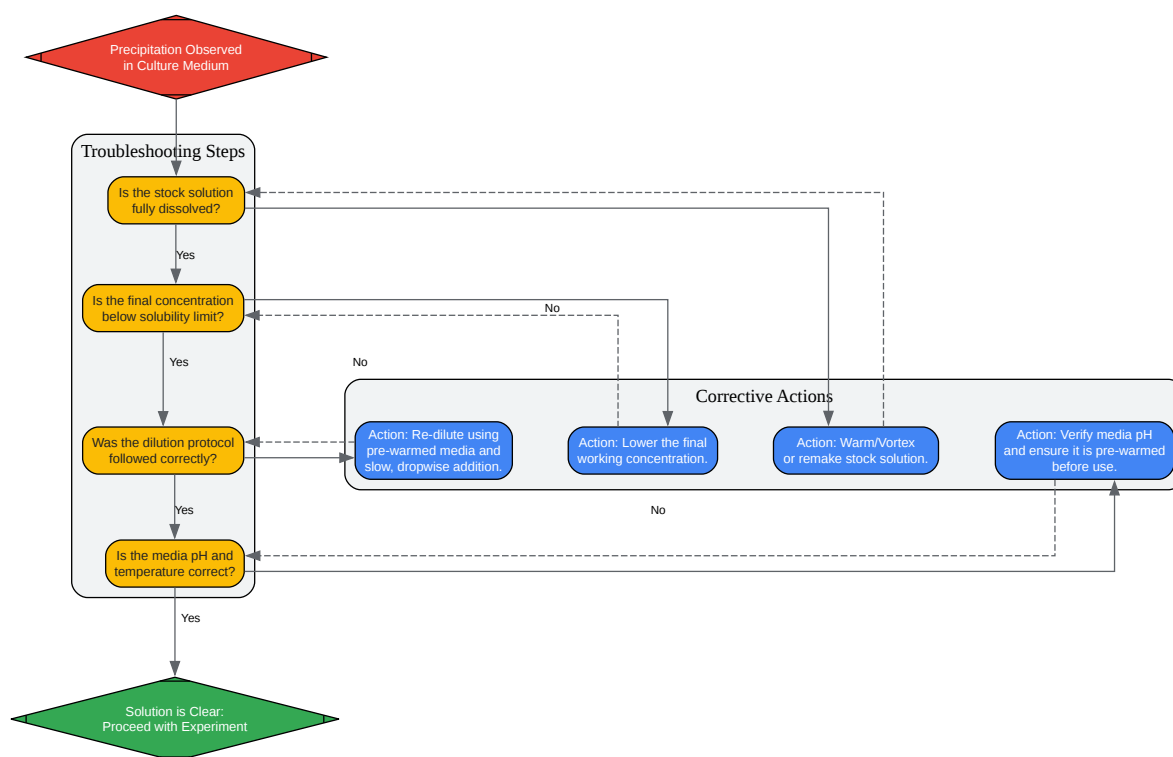 Precipitation Observed
in Culture Medium
Troubleshooting Steps
Is the stock solution
fully dissolved?
Yes
Is the final concentration
below solubility limit?
No
Yes
No
Corrective Actions
Was the dilution protocol
followed correctly?
Action: Re-dilute using
pre-warmed media and
slow, dropwise addition.
Action: Lower the final
working concentration.
Action: Warm/Vortex
or remake stock solution.
Action: Verify media pH
and ensure it is pre-warmed
before use.
Yes
No
Is the media pH and
temperature correct?
Yes
Solution is Clear:
Proceed with Experiment